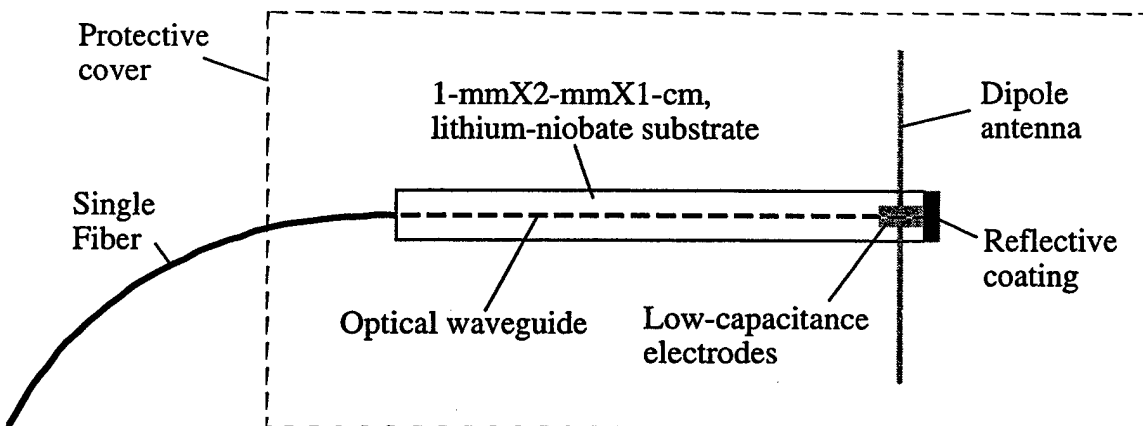 Protective
cover
1-mmX2-mmX1-cm,
lithium-niobate substrate
Dipole
antenna
Single
Fiber
Reflective
coating
Optical waveguide
Low-capacitance
electrodes